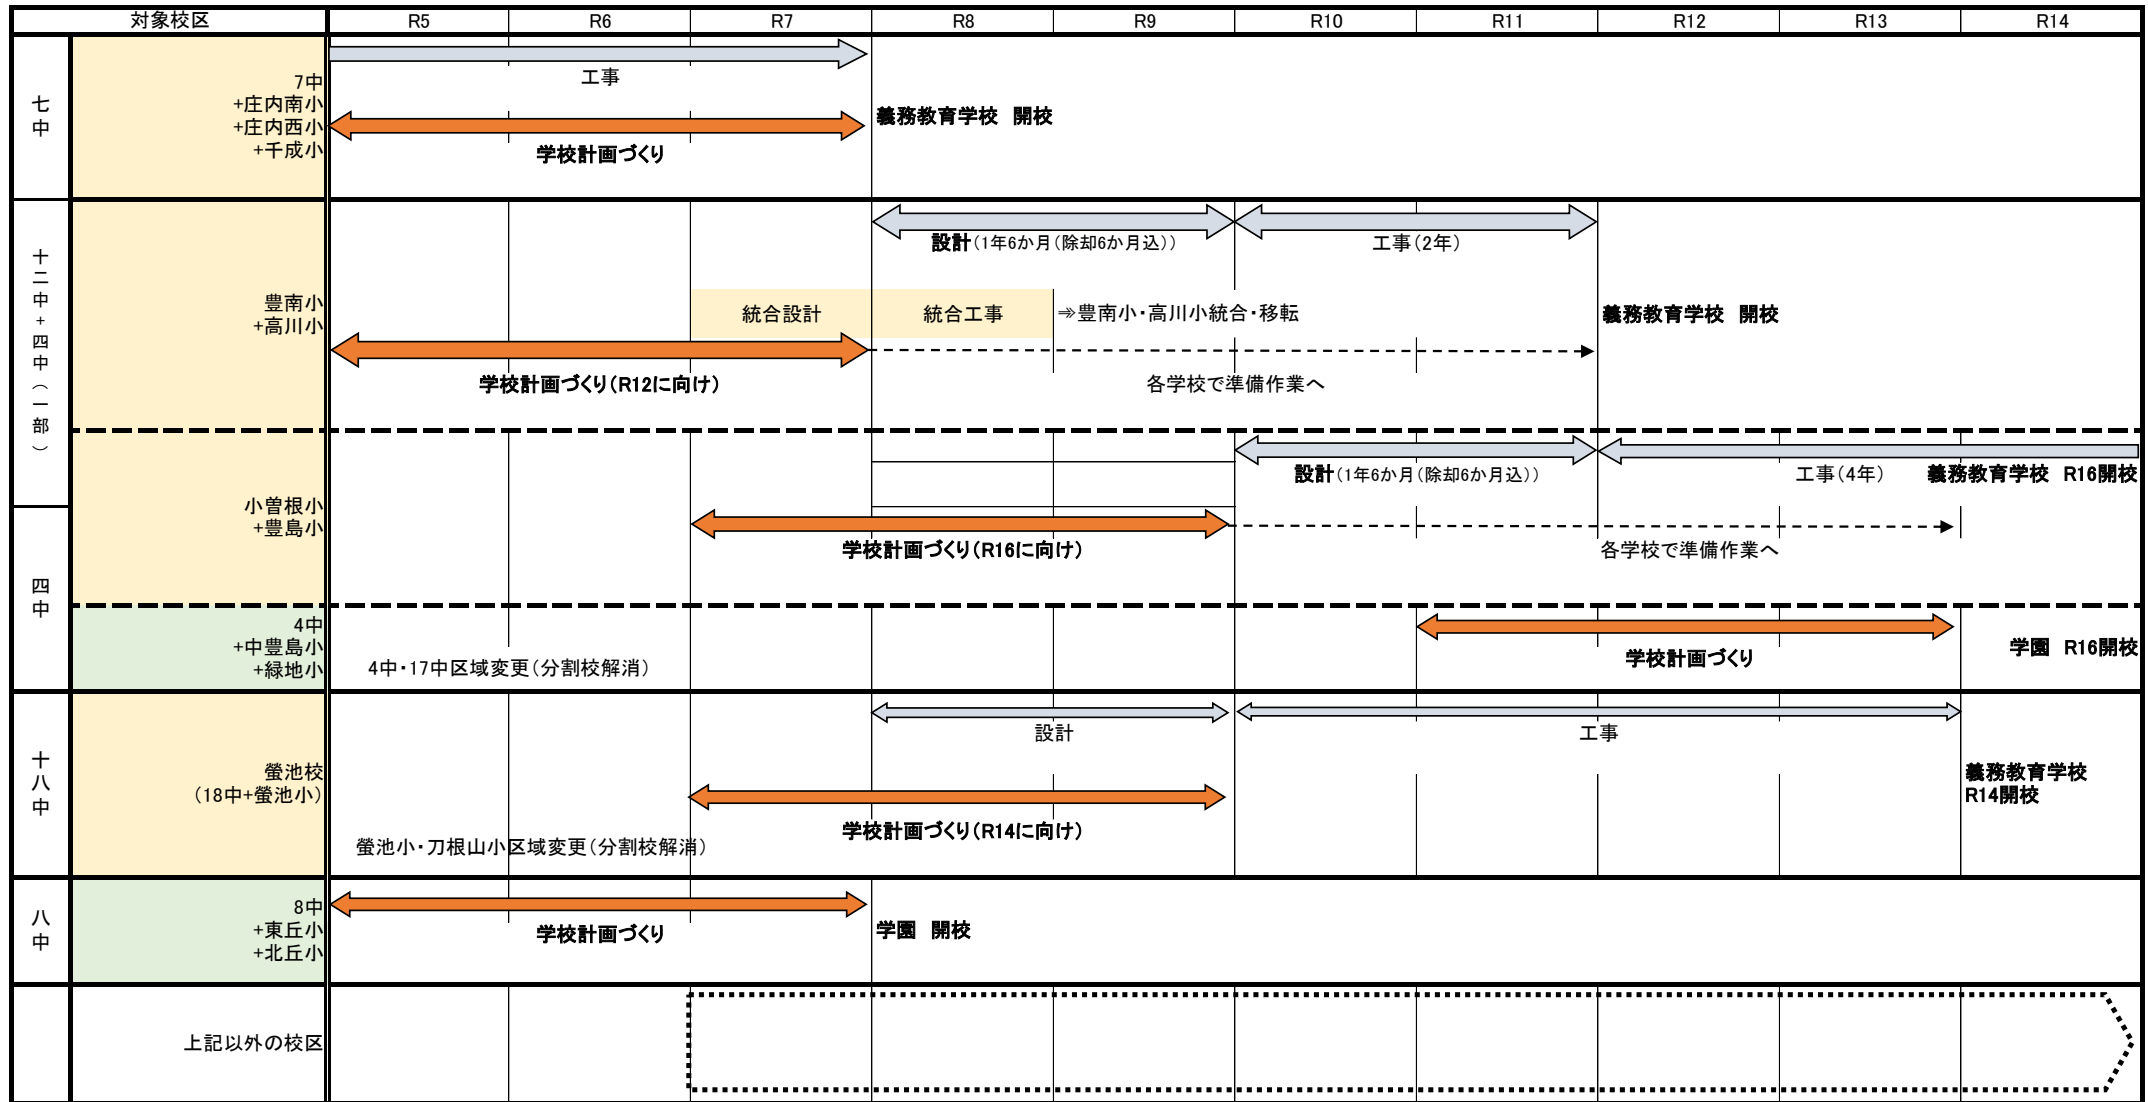 対象校区 R5 R6 R7 R8 R9 R10 R11 R12 R13 R14
七中
7中
+庄内南小
+庄内西小
+千成小
工事
学校計画づくり
義務教育学校 開校
十二中+四中(一部)
豊南小
+高川小
設計(1年6か月(除却6か月込))
工事(2年)
統合設計
統合工事
⇒豊南小・高川小統合・移転
義務教育学校 開校
学校計画づくり(R12に向け)
各学校で準備作業へ
小曽根小
+豊島小
設計(1年6か月(除却6か月込))
工事(4年)
義務教育学校 R16開校
学校計画づくり(R16に向け)
各学校で準備作業へ
四中
4中
+中豊島小
+緑地小
4中・17中区域変更(分割校解消)
学校計画づくり
学園 R16開校
十八中
螢池校
(18中+螢池小)
設計
工事
義務教育学校
R14開校
学校計画づくり(R14に向け)
螢池小・刀根山小区域変更(分割校解消)
八中
8中
+東丘小
+北丘小
学校計画づくり
学園 開校
上記以外の校区